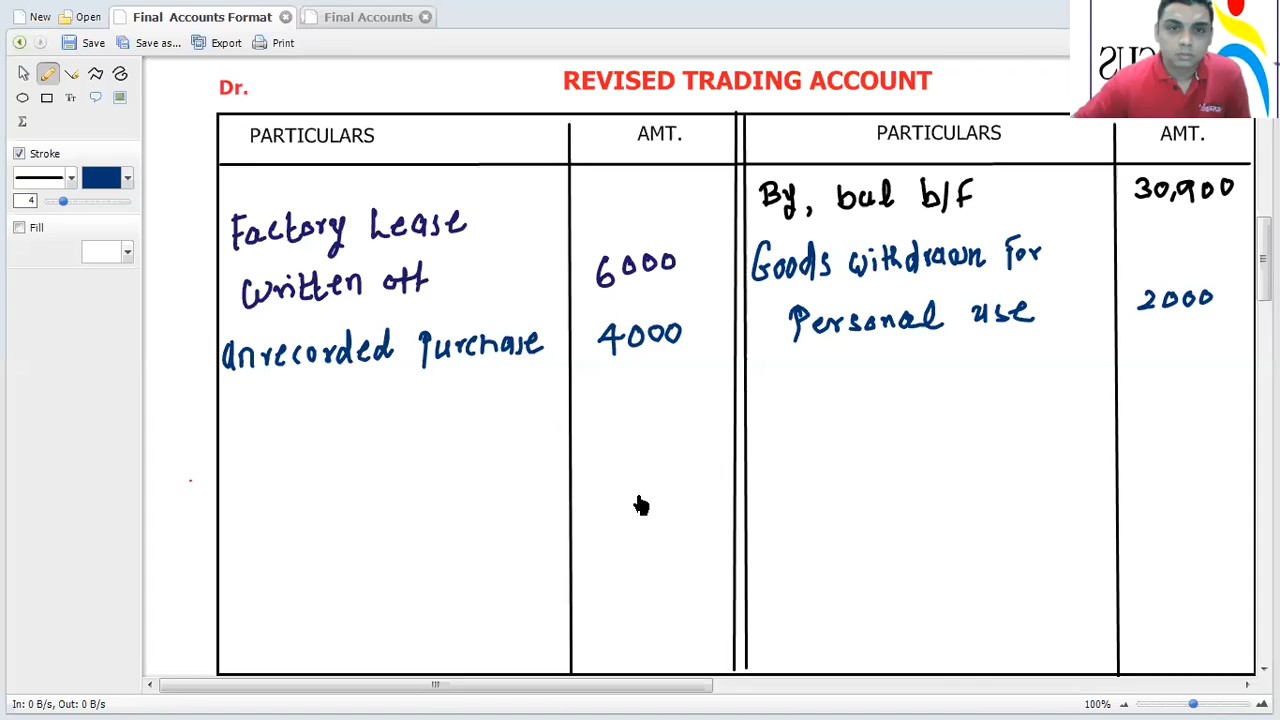 New
Open
Final Accounts Format
Final Accounts
Save
Save as...
Export
Print
Stroke
4
Fill
Dr.
REVISED TRADING ACCOUNT
PARTICULARS AMT. PARTICULARS AMT.
By, bal b/F 30,900
Factory Lease
Written off 6000
Goods withdrawn For
Personal use 2000
Unrecorded Purchase 4000
In: 0 B/s, Out: 0 B/s
100%